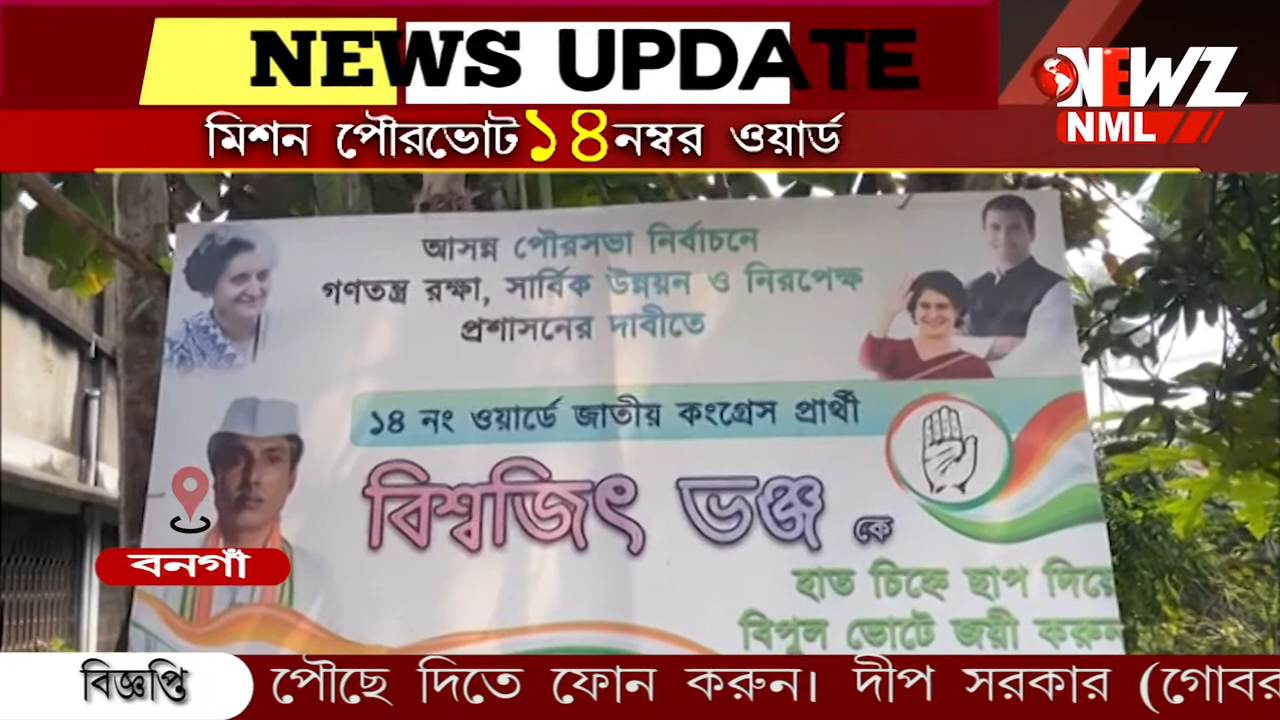 NEWS UPDATE
NEWZ
NML
মিশন পৌরভোট ১৪ নম্বর ওয়ার্ড
আসন্ন পৌরসভা নির্বাচনে
গণতন্ত্র রক্ষা, সার্বিক উন্নয়ন ও নিরপেক্ষ
প্রশাসনের দাবীতে
১৪ নং ওয়ার্ডে জাতীয় কংগ্রেস প্রার্থী
বিশ্বজিৎ ভঞ্জ কে
হাত চিহ্নে ছাপ দিয়ে
বিপুল ভোটে জয়ী করুন
বনগাঁ
বিজ্ঞপ্তি
পৌছে দিতে ফোন করুন। দীপ সরকার (গোবর